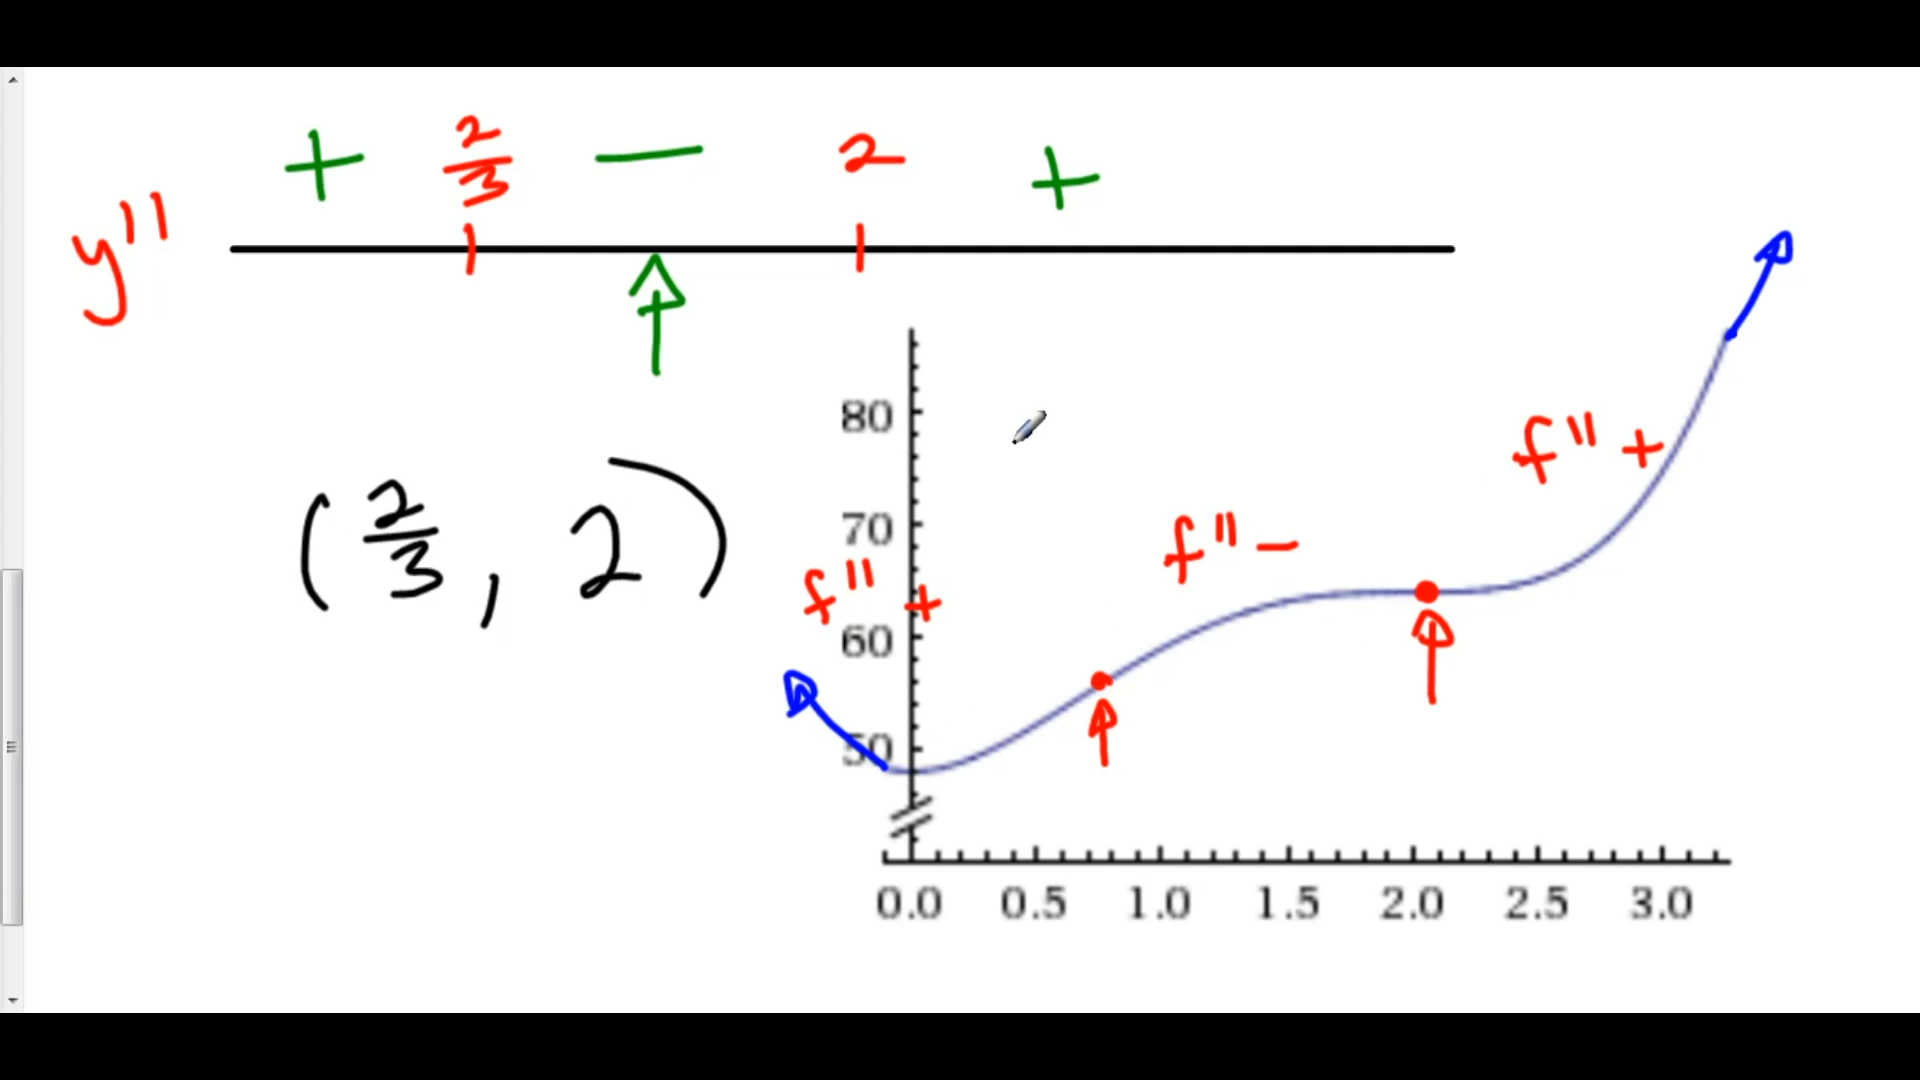 + 2/3 — 2 +
y''
80
(2/3, 2)
f'' +
f'' −
f'' +
70
60
50
0.0 0.5 1.0 1.5 2.0 2.5 3.0